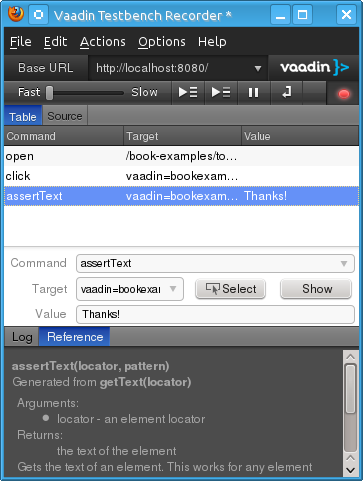 Vaadin Testbench Recorder *
File Edit Actions Options Help
Base URL http://localhost:8080/ vaadin }>
Fast Slow
Table Source
Command Target Value
open /book-examples/to...
click vaadin=bookexam...
assertText vaadin=bookexam... Thanks!
Command assertText
Target vaadin=bookexar Select Show
Value Thanks!
Log Reference
assertText(locator, pattern)
Generated from getText(locator)
Arguments:
locator - an element locator
Returns:
the text of the element
Gets the text of an element. This works for any element